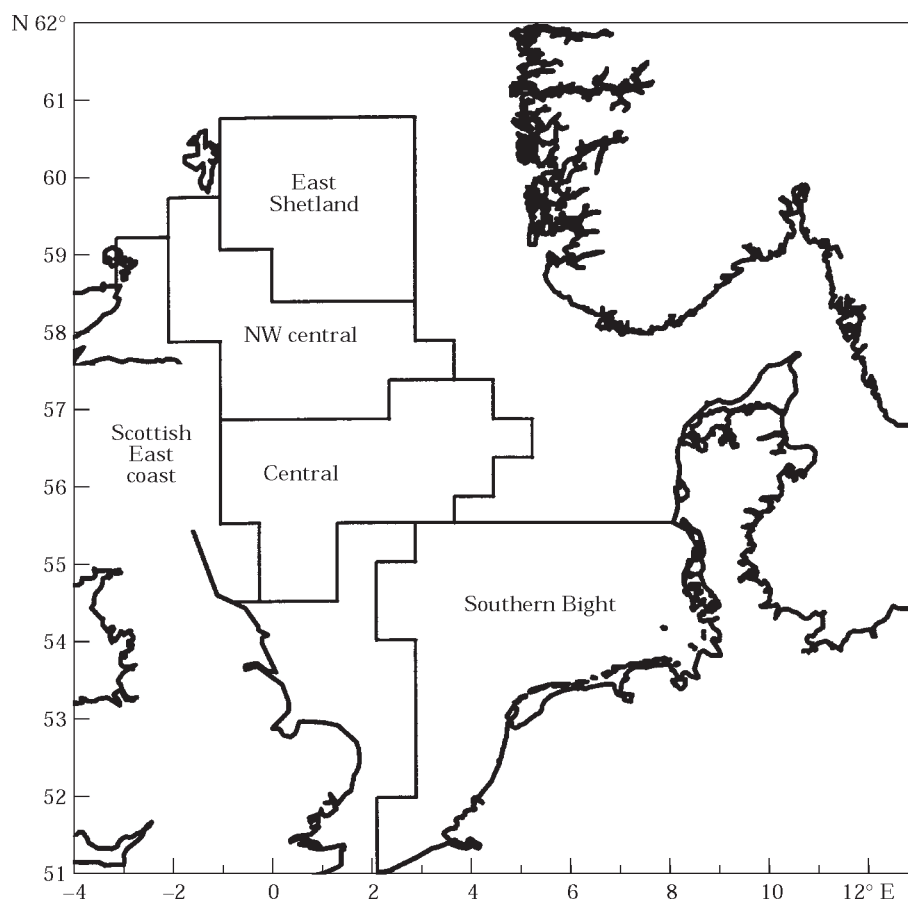 N 62°
61
60
59
58
57
56
55
54
53
52
51
East
Shetland
NW central
Scottish
East
coast
Central
Southern Bight
–4
–2
0
2
4
6
8
10
12° E